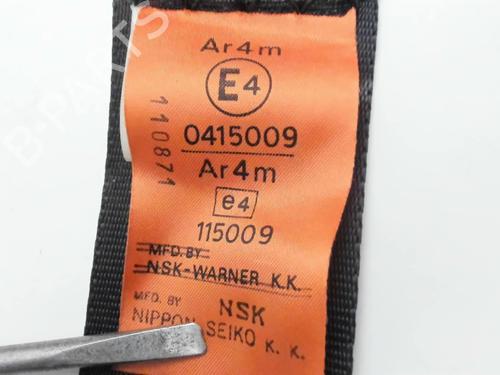 Ar4m
E4
110871
0415009
Ar4m
e4
115009
MFD. BY
NSK-WARNER K.K.
MFD. BY NSK
NIPPON SEIKO K. K.
B-PARTS